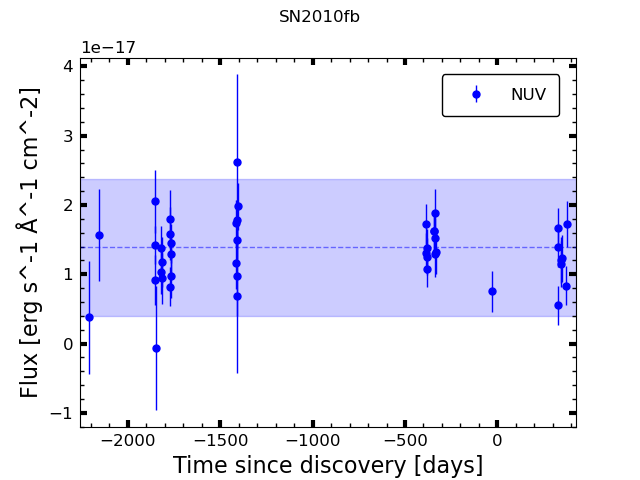 SN2010fb
1e−17
NUV
4
3
2
1
0
−1
Flux [erg s^-1 Å^-1 cm^-2]
−2000 −1500 −1000 −500 0
Time since discovery [days]